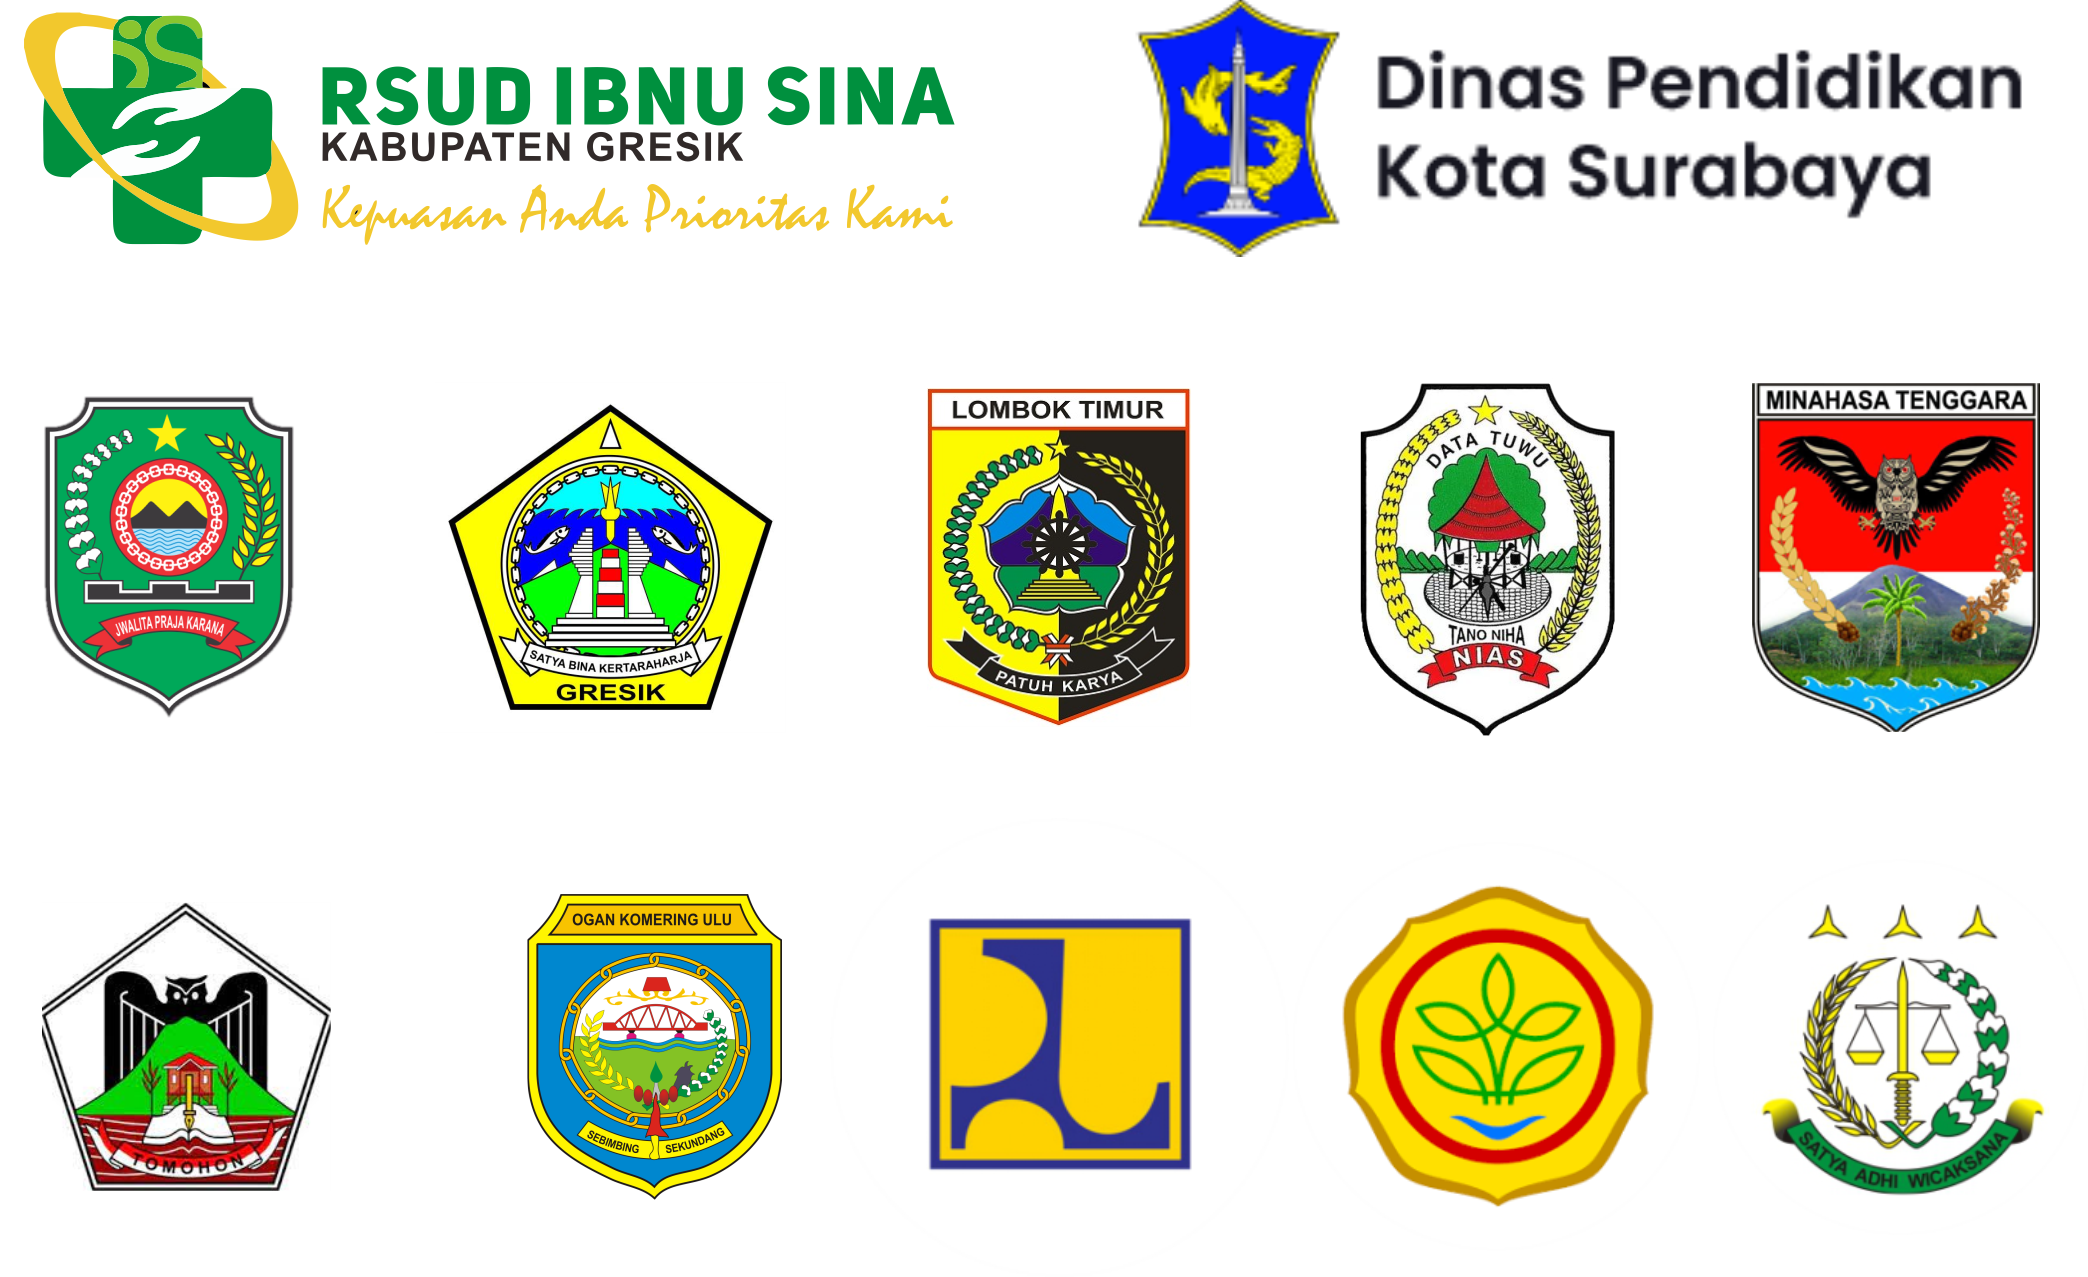 RSUD IBNU SINA
KABUPATEN GRESIK
Kepuasan Anda Prioritas Kami
Dinas Pendidikan
Kota Surabaya
JWALITA PRAJA KARANA
SATYA BINA KERTARAHARJA
GRESIK
LOMBOK TIMUR
PATUH KARYA
DATA TUWU
TANO NIHA
NIAS
MINAHASA TENGGARA
TOMOHON
OGAN KOMERING ULU
SEBIMBING SEKUNDANG
SATYA ADHI WICAKSANA